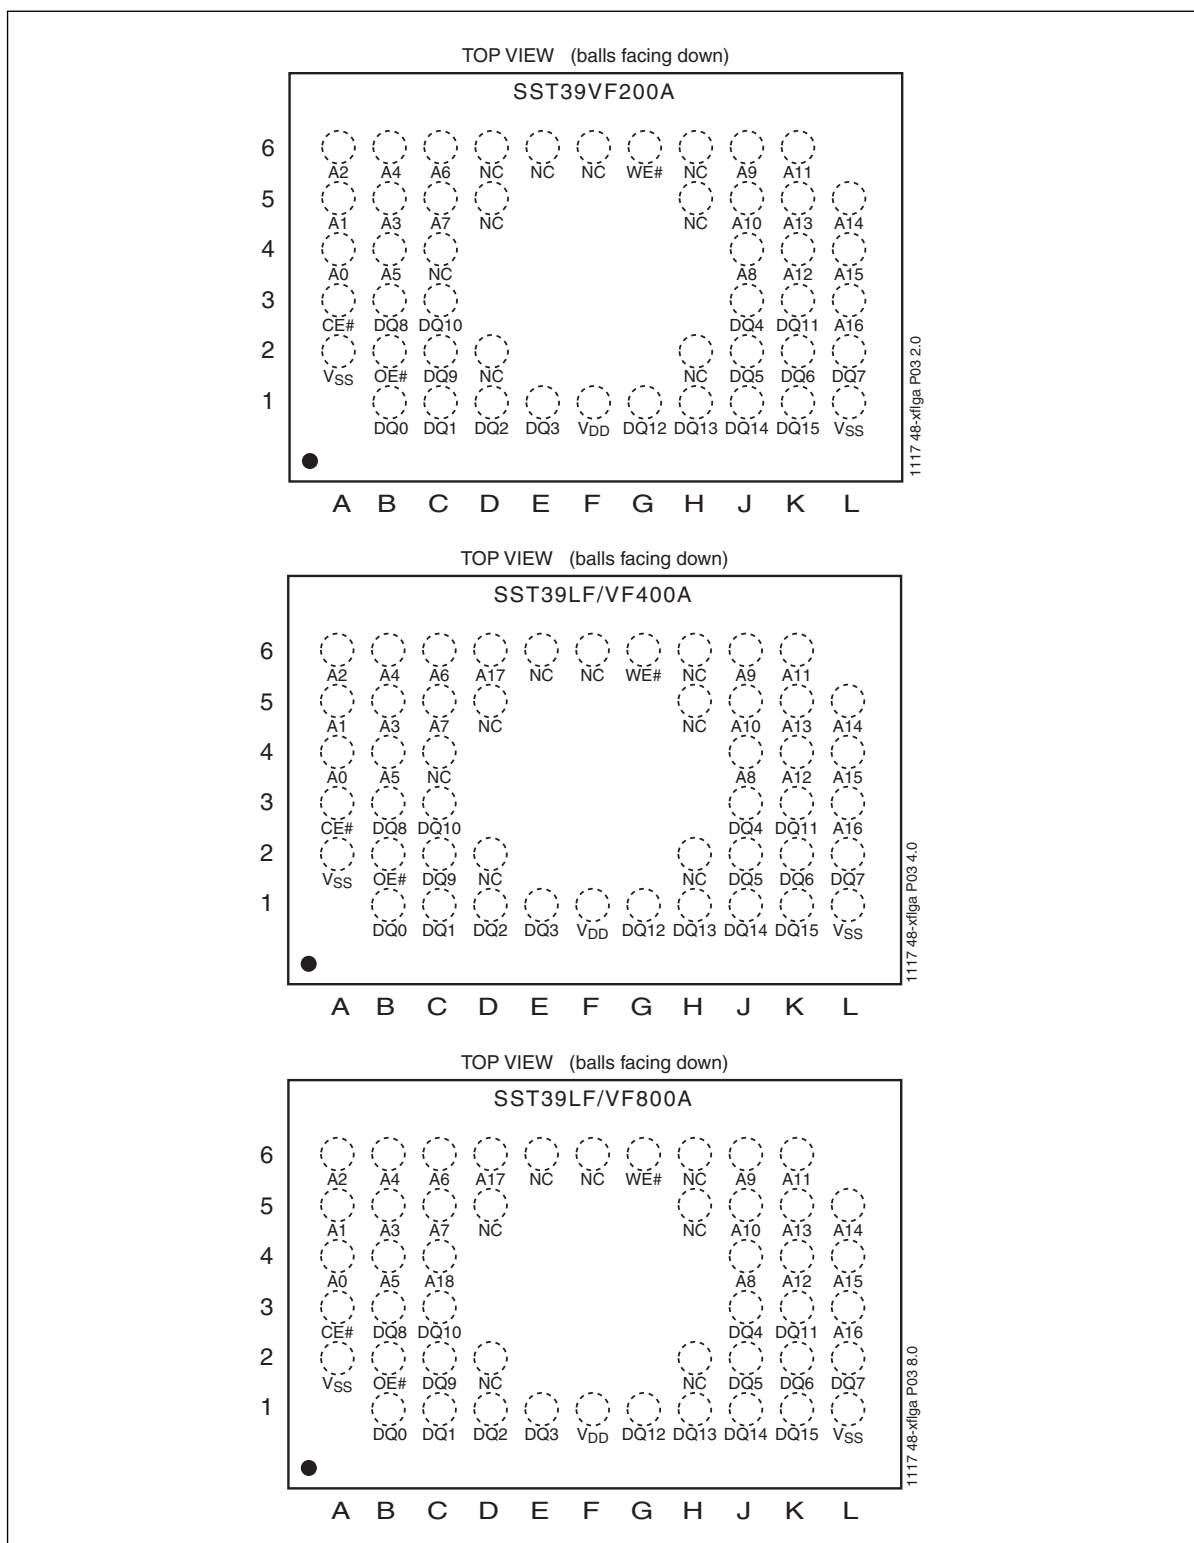 TOP VIEW (balls facing down)
SST39VF200A
6
A2 A4 A6 NC NC NC WE# NC A9 A11
5
A1 A3 A7 NC NC A10 A13 A14
4
A0 A5 NC A8 A12 A15
3
CE# DQ8 DQ10 DQ4 DQ11 A16
2
VSS OE# DQ9 NC NC DQ5 DQ6 DQ7
1
DQ0 DQ1 DQ2 DQ3 VDD DQ12 DQ13 DQ14 DQ15 VSS
1117 48-xflga P03 2.0
A B C D E F G H J K L
TOP VIEW (balls facing down)
SST39LF/VF400A
6
A2 A4 A6 A17 NC NC WE# NC A9 A11
5
A1 A3 A7 NC NC A10 A13 A14
4
A0 A5 NC A8 A12 A15
3
CE# DQ8 DQ10 DQ4 DQ11 A16
2
VSS OE# DQ9 NC NC DQ5 DQ6 DQ7
1
DQ0 DQ1 DQ2 DQ3 VDD DQ12 DQ13 DQ14 DQ15 VSS
1117 48-xflga P03 4.0
A B C D E F G H J K L
TOP VIEW (balls facing down)
SST39LF/VF800A
6
A2 A4 A6 A17 NC NC WE# NC A9 A11
5
A1 A3 A7 NC NC A10 A13 A14
4
A0 A5 A18 A8 A12 A15
3
CE# DQ8 DQ10 DQ4 DQ11 A16
2
VSS OE# DQ9 NC NC DQ5 DQ6 DQ7
1
DQ0 DQ1 DQ2 DQ3 VDD DQ12 DQ13 DQ14 DQ15 VSS
1117 48-xflga P03 8.0
A B C D E F G H J K L